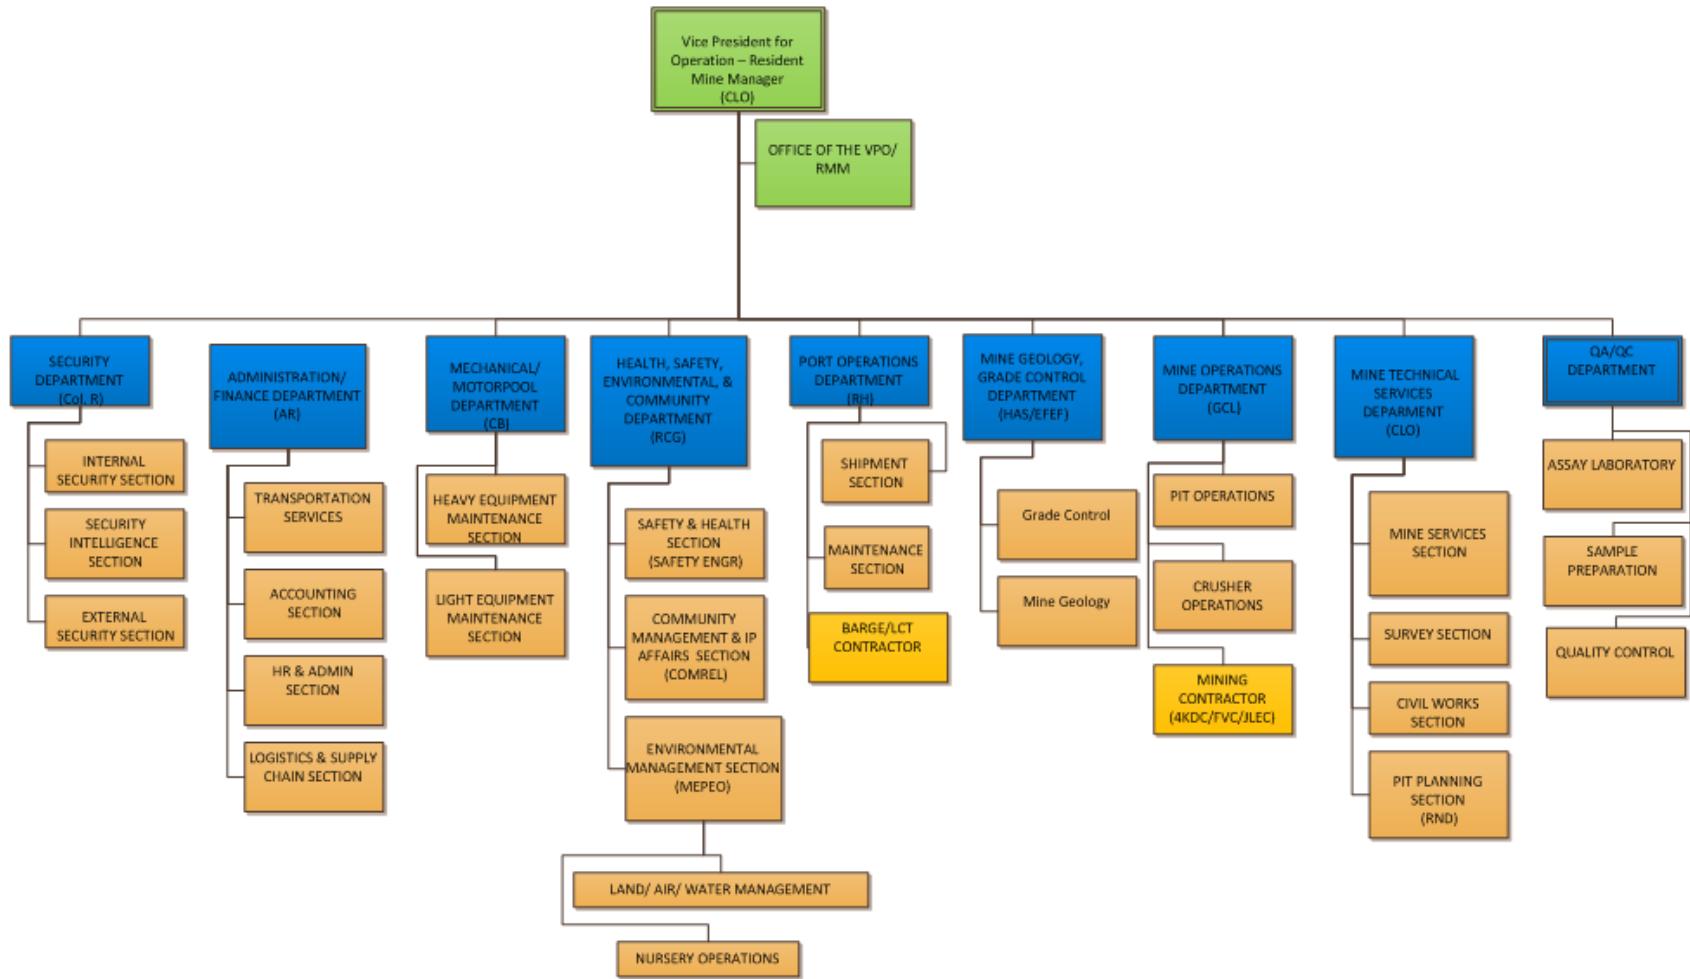 Vice President for
Operation – Resident
Mine Manager
(CLO)
OFFICE OF THE VPO/
RMM
SECURITY
DEPARTMENT
(Col. R)
INTERNAL
SECURITY SECTION
SECURITY
INTELLIGENCE
SECTION
EXTERNAL
SECURITY SECTION
ADMINISTRATION/
FINANCE DEPARTMENT
(AR)
TRANSPORTATION
SERVICES
ACCOUNTING
SECTION
HR & ADMIN
SECTION
LOGISTICS & SUPPLY
CHAIN SECTION
MECHANICAL/
MOTORPOOL
DEPARTMENT
(CB)
HEAVY EQUIPMENT
MAINTENANCE
SECTION
LIGHT EQUIPMENT
MAINTENANCE
SECTION
HEALTH, SAFETY,
ENVIRONMENTAL, &
COMMUNITY
DEPARTMENT
(RCG)
SAFETY & HEALTH
SECTION
(SAFETY ENGR)
COMMUNITY
MANAGEMENT & IP
AFFAIRS SECTION
(COMREL)
ENVIRONMENTAL
MANAGEMENT SECTION
(MEPEO)
LAND/ AIR/ WATER MANAGEMENT
NURSERY OPERATIONS
PORT OPERATIONS
DEPARTMENT
(RH)
SHIPMENT
SECTION
MAINTENANCE
SECTION
BARGE/LCT
CONTRACTOR
MINE GEOLOGY,
GRADE CONTROL
DEPARTMENT
(HAS/EFEF)
Grade Control
Mine Geology
MINE OPERATIONS
DEPARTMENT
(GCL)
PIT OPERATIONS
CRUSHER
OPERATIONS
MINING
CONTRACTOR
(4KDC/FVC/JLEC)
MINE TECHNICAL
SERVICES
DEPARMENT
(CLO)
MINE SERVICES
SECTION
SURVEY SECTION
CIVIL WORKS
SECTION
PIT PLANNING
SECTION
(RND)
QA/QC
DEPARTMENT
ASSAY LABORATORY
SAMPLE
PREPARATION
QUALITY CONTROL